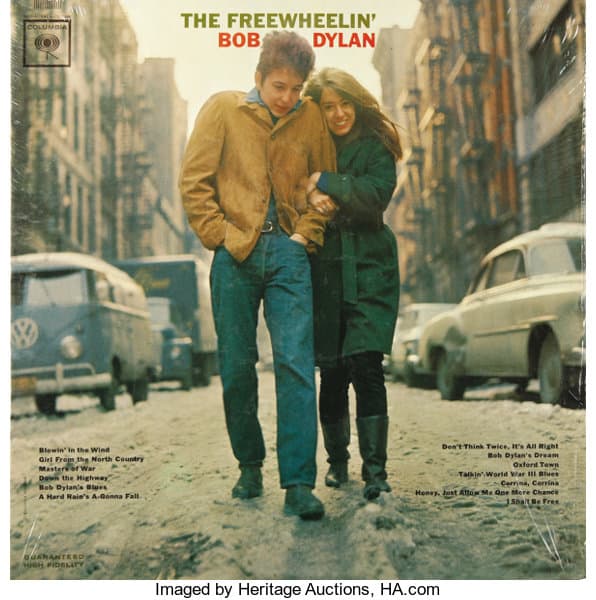 COLUMBIA
THE FREEWHEELIN'
BOB DYLAN
Blowin' in the Wind
Girl From the North Country
Masters of War
Down the Highway
Bob Dylan's Blues
A Hard Rain's A-Gonna Fall
Don't Think Twice, It's All Right
Bob Dylan's Dream
Oxford Town
Talkin' World War III Blues
Corrina, Corrina
Honey, Just Allow Me One More Chance
I Shall Be Free
GUARANTEED
HIGH FIDELITY
Imaged by Heritage Auctions, HA.com